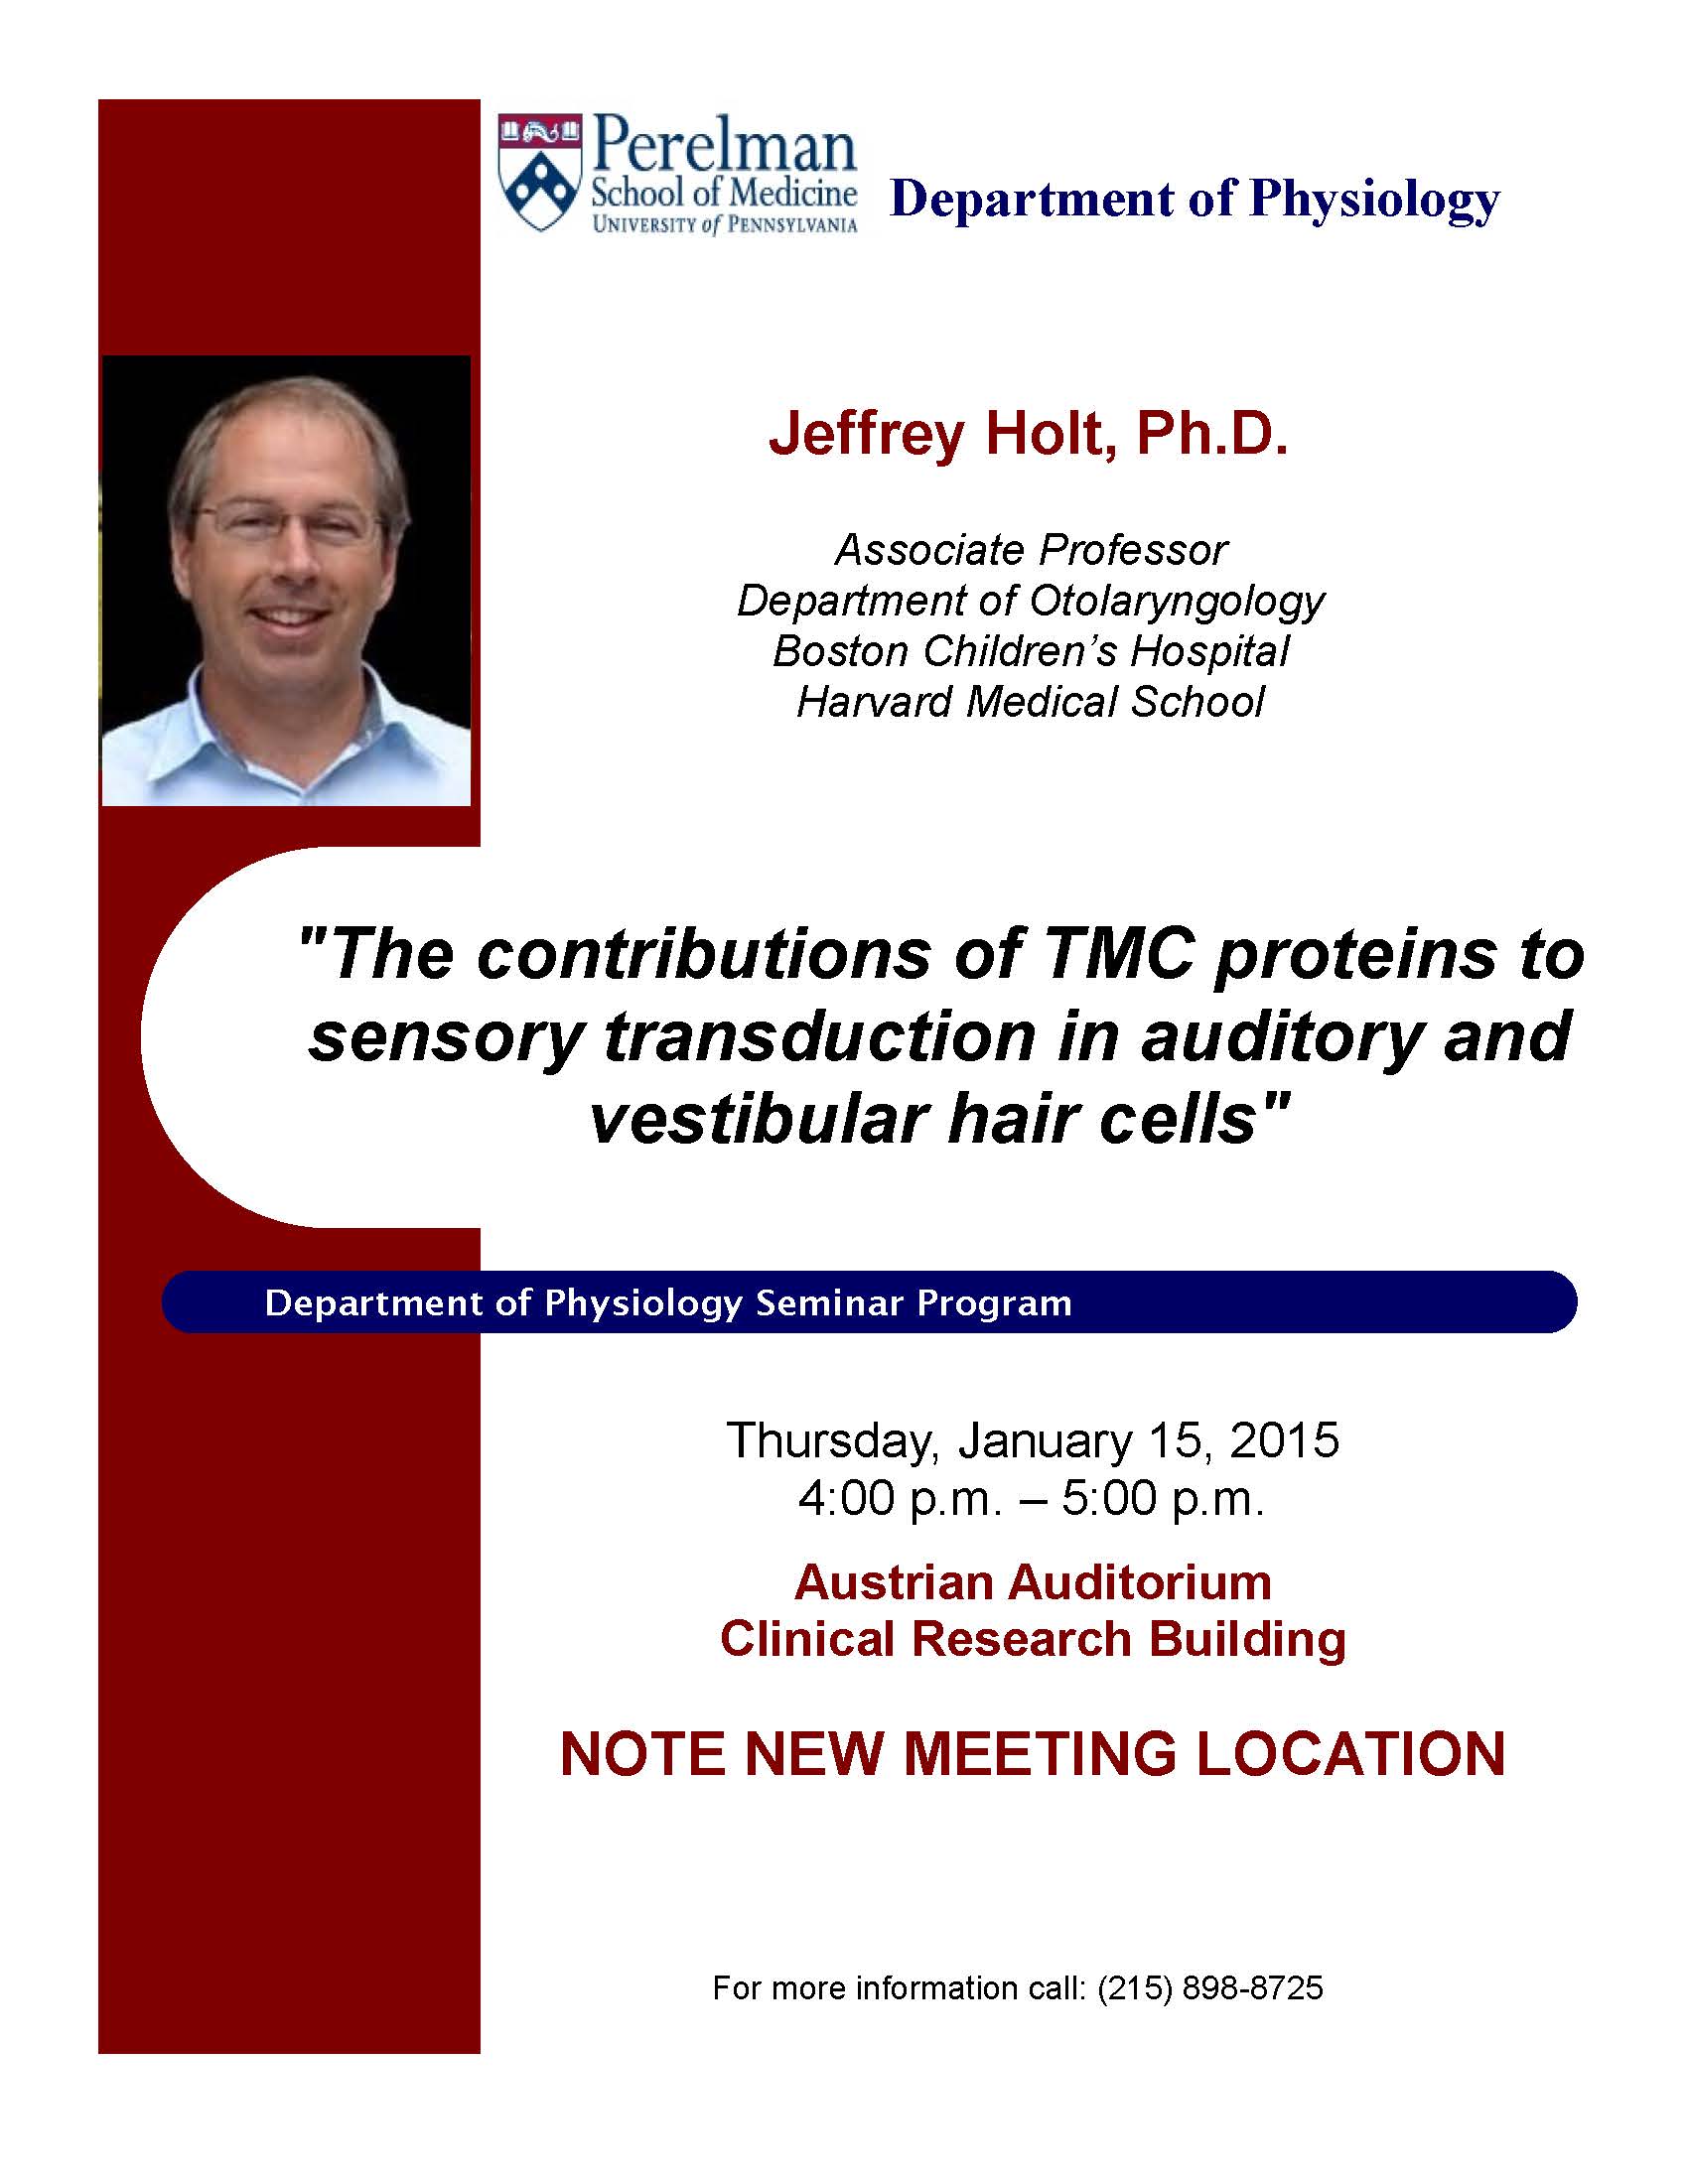 Perelman
School of Medicine
UNIVERSITY of PENNSYLVANIA
Department of Physiology
Jeffrey Holt, Ph.D.
Associate Professor
Department of Otolaryngology
Boston Children’s Hospital
Harvard Medical School
"The contributions of TMC proteins to
sensory transduction in auditory and
vestibular hair cells"
Department of Physiology Seminar Program
Thursday, January 15, 2015
4:00 p.m. – 5:00 p.m.
Austrian Auditorium
Clinical Research Building
NOTE NEW MEETING LOCATION
For more information call: (215) 898-8725